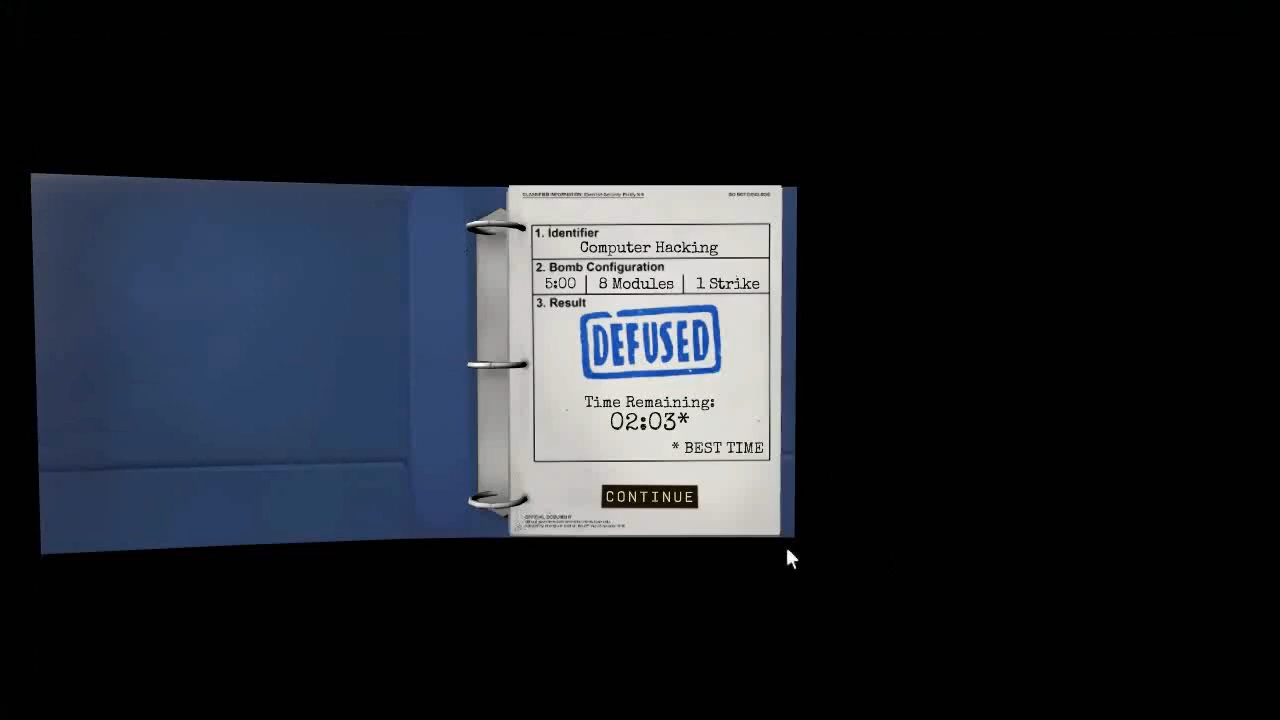 1. Identifier
Computer Hacking
2. Bomb Configuration
5:00 8 Modules 1 Strike
3. Result
DEFUSED
Time Remaining:
02:03*
* BEST TIME
CONTINUE